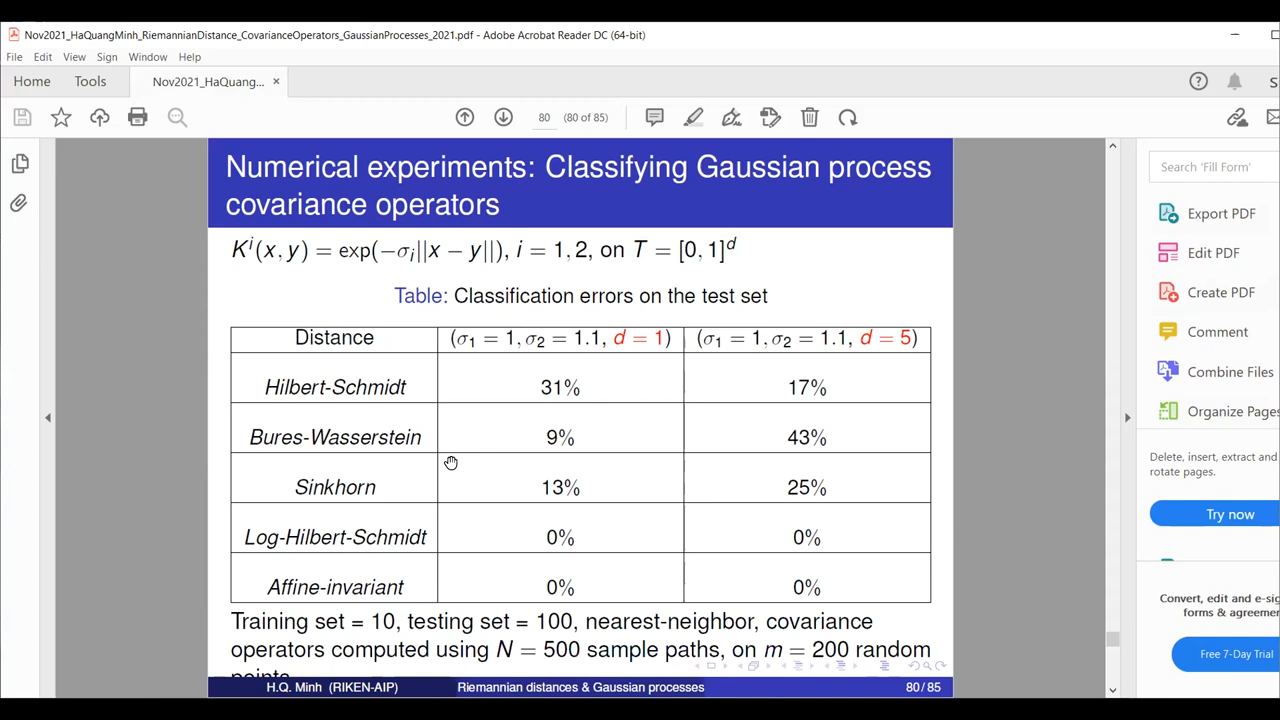 Nov2021_HaQuangMinh_RiemannianDistance_CovarianceOperators_GaussianProcesses_2021.pdf - Adobe Acrobat Reader DC (64-bit)
File Edit View Sign Window Help
Home Tools Nov2021_HaQuang... ×
80 (80 of 85)
Numerical experiments: Classifying Gaussian process
covariance operators
Kⁱ(x, y) = exp(−σᵢ||x − y||), i = 1, 2, on T = [0, 1]ᵈ
Table: Classification errors on the test set
Distance (σ₁ = 1, σ₂ = 1.1, d = 1) (σ₁ = 1, σ₂ = 1.1, d = 5)
Hilbert-Schmidt 31% 17%
Bures-Wasserstein 9% 43%
Sinkhorn 13% 25%
Log-Hilbert-Schmidt 0% 0%
Affine-invariant 0% 0%
Training set = 10, testing set = 100, nearest-neighbor, covariance
operators computed using N = 500 sample paths, on m = 200 random
H.Q. Minh (RIKEN-AIP) Riemannian distances & Gaussian processes 80 / 85
Search 'Fill Form'
Export PDF
Edit PDF
Create PDF
Comment
Combine Files
Organize Pages
Delete, insert, extract and
rotate pages.
Try now
Convert, edit and e-sig
forms & agreeme
Free 7-Day Trial